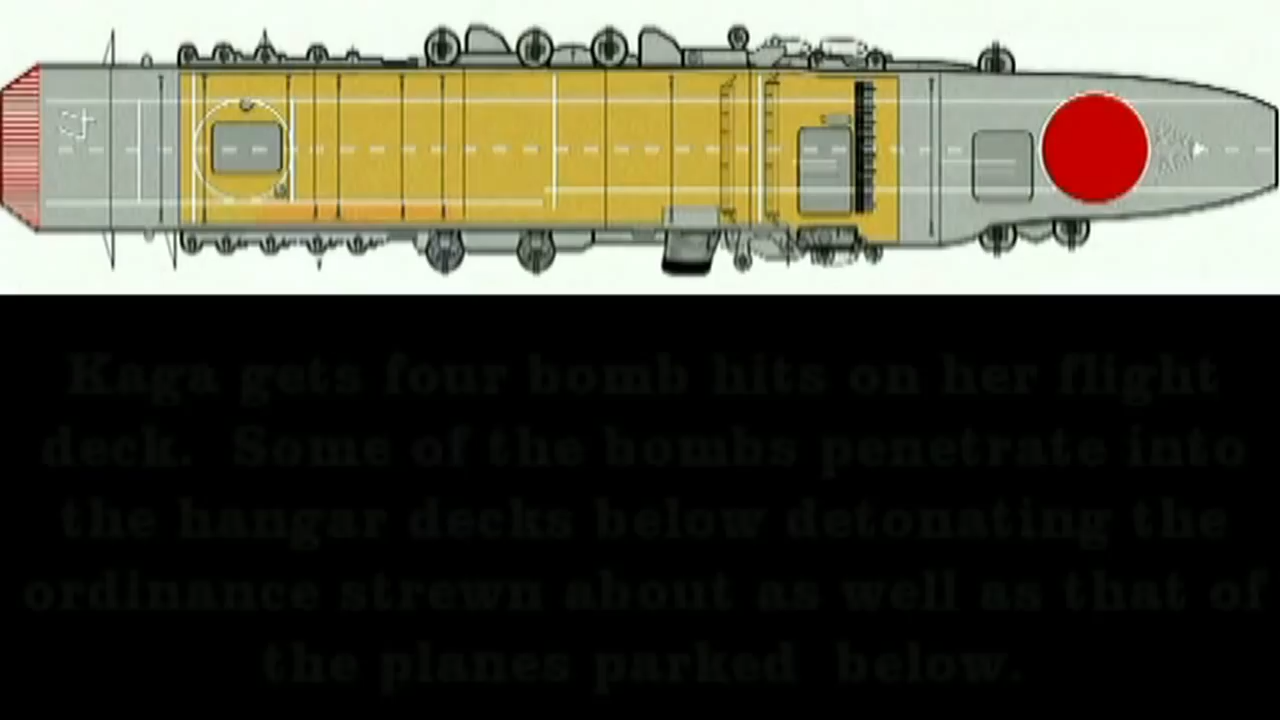 Kaga gets four bomb hits on her flight
deck. Some of the bombs penetrate into
the hangar decks below detonating the
ordinance strewn about as well as that of
the planes parked below.